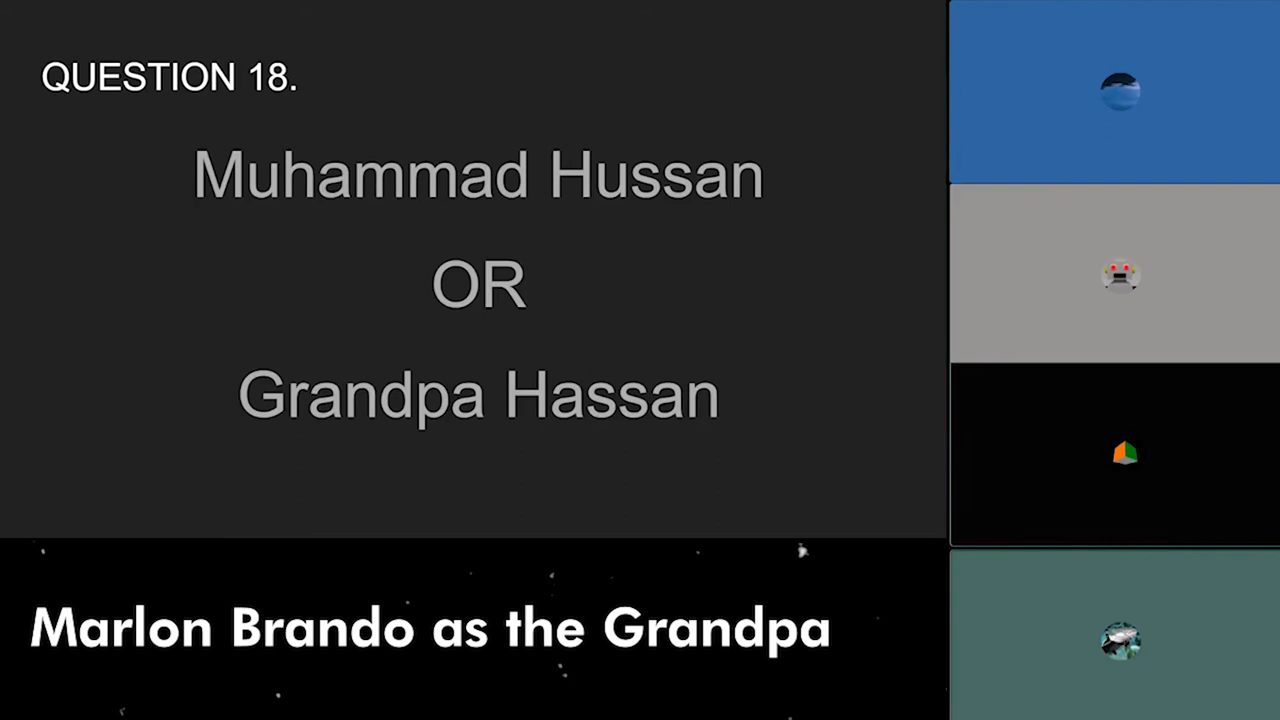 QUESTION 18.
Muhammad Hussan
OR
Grandpa Hassan
Marlon Brando as the Grandpa